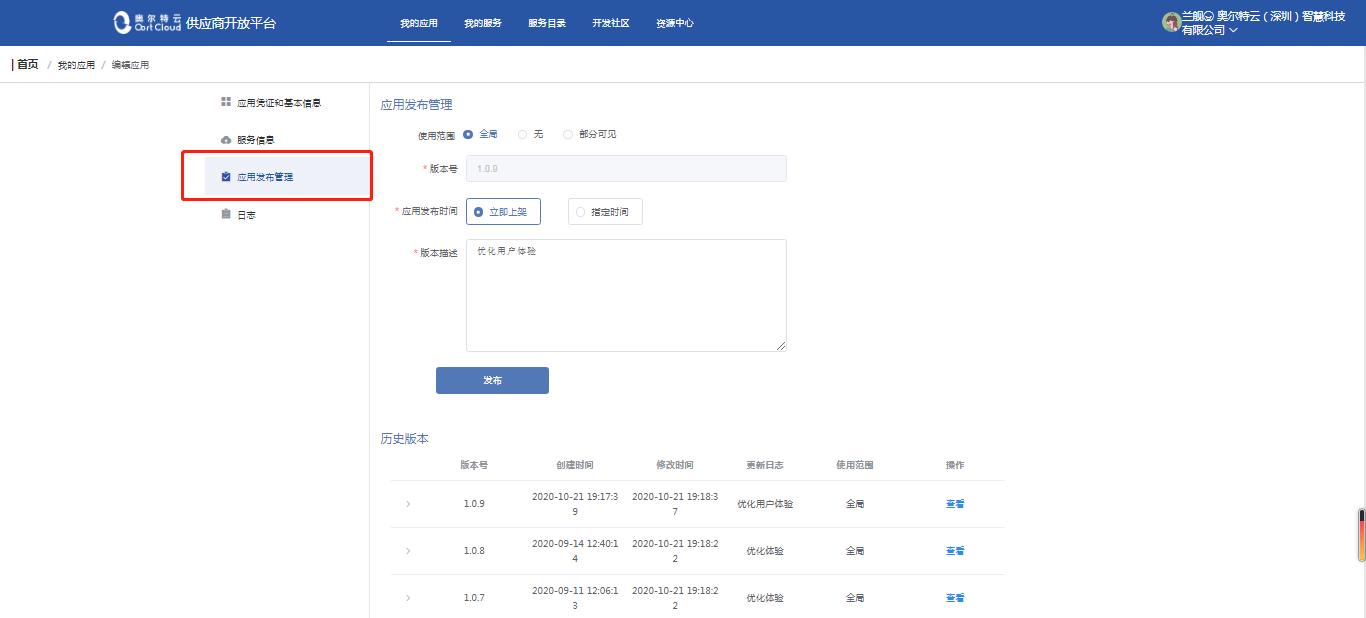 奥尔特云
Oort Cloud
供应商开放平台
我的应用
我的服务
服务目录
开发社区
资源中心
奥尔特云（深圳）智慧科技
有限公司
首页 / 我的应用 / 编辑应用
应用凭证和基本信息
服务信息
应用发布管理
日志
应用发布管理
使用范围 全局 无 部分可见
* 版本号 1.0.9
* 应用发布时间 立即上架 指定时间
* 版本描述 优化用户体验
发布
历史版本
版本号 创建时间 修改时间 更新日志 使用范围 操作
1.0.9 2020-10-21 19:17:39 2020-10-21 19:18:37 优化用户体验 全局 查看
1.0.8 2020-09-14 12:40:14 2020-10-21 19:18:22 优化体验 全局 查看
1.0.7 2020-09-11 12:06:13 2020-10-21 19:18:22 优化体验 全局 查看